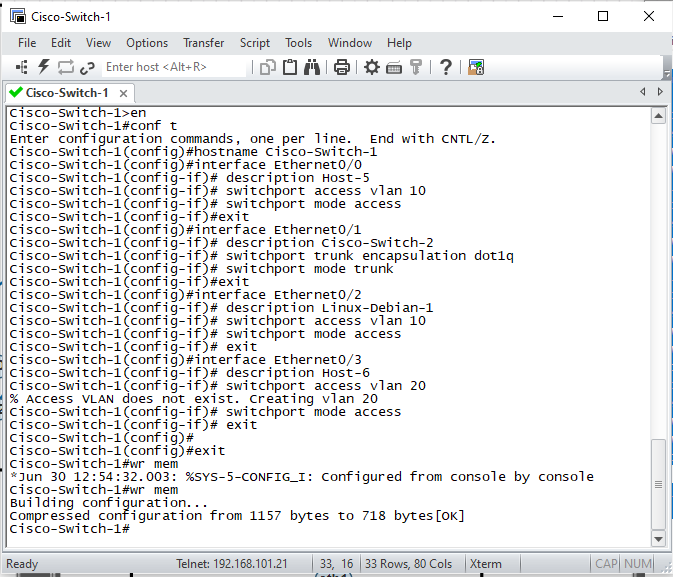 Cisco-Switch-1
File Edit View Options Transfer Script Tools Window Help
Enter host <Alt+R>
Cisco-Switch-1
Cisco-Switch-1>en
Cisco-Switch-1#conf t
Enter configuration commands, one per line.  End with CNTL/Z.
Cisco-Switch-1(config)#hostname Cisco-Switch-1
Cisco-Switch-1(config)#interface Ethernet0/0
Cisco-Switch-1(config-if)# description Host-5
Cisco-Switch-1(config-if)# switchport access vlan 10
Cisco-Switch-1(config-if)# switchport mode access
Cisco-Switch-1(config-if)#exit
Cisco-Switch-1(config)#interface Ethernet0/1
Cisco-Switch-1(config-if)# description Cisco-Switch-2
Cisco-Switch-1(config-if)# switchport trunk encapsulation dot1q
Cisco-Switch-1(config-if)# switchport mode trunk
Cisco-Switch-1(config-if)#exit
Cisco-Switch-1(config)#interface Ethernet0/2
Cisco-Switch-1(config-if)# description Linux-Debian-1
Cisco-Switch-1(config-if)# switchport access vlan 10
Cisco-Switch-1(config-if)# switchport mode access
Cisco-Switch-1(config-if)# exit
Cisco-Switch-1(config)#interface Ethernet0/3
Cisco-Switch-1(config-if)# description Host-6
Cisco-Switch-1(config-if)# switchport access vlan 20
% Access VLAN does not exist. Creating vlan 20
Cisco-Switch-1(config-if)# switchport mode access
Cisco-Switch-1(config-if)# exit
Cisco-Switch-1(config)#
Cisco-Switch-1(config)#exit
Cisco-Switch-1#wr mem
*Jun 30 12:54:32.003: %SYS-5-CONFIG_I: Configured from console by console
Cisco-Switch-1#wr mem
Building configuration...
Compressed configuration from 1157 bytes to 718 bytes[OK]
Cisco-Switch-1#
Ready Telnet: 192.168.101.21 33, 16 33 Rows, 80 Cols Xterm CAP NUM